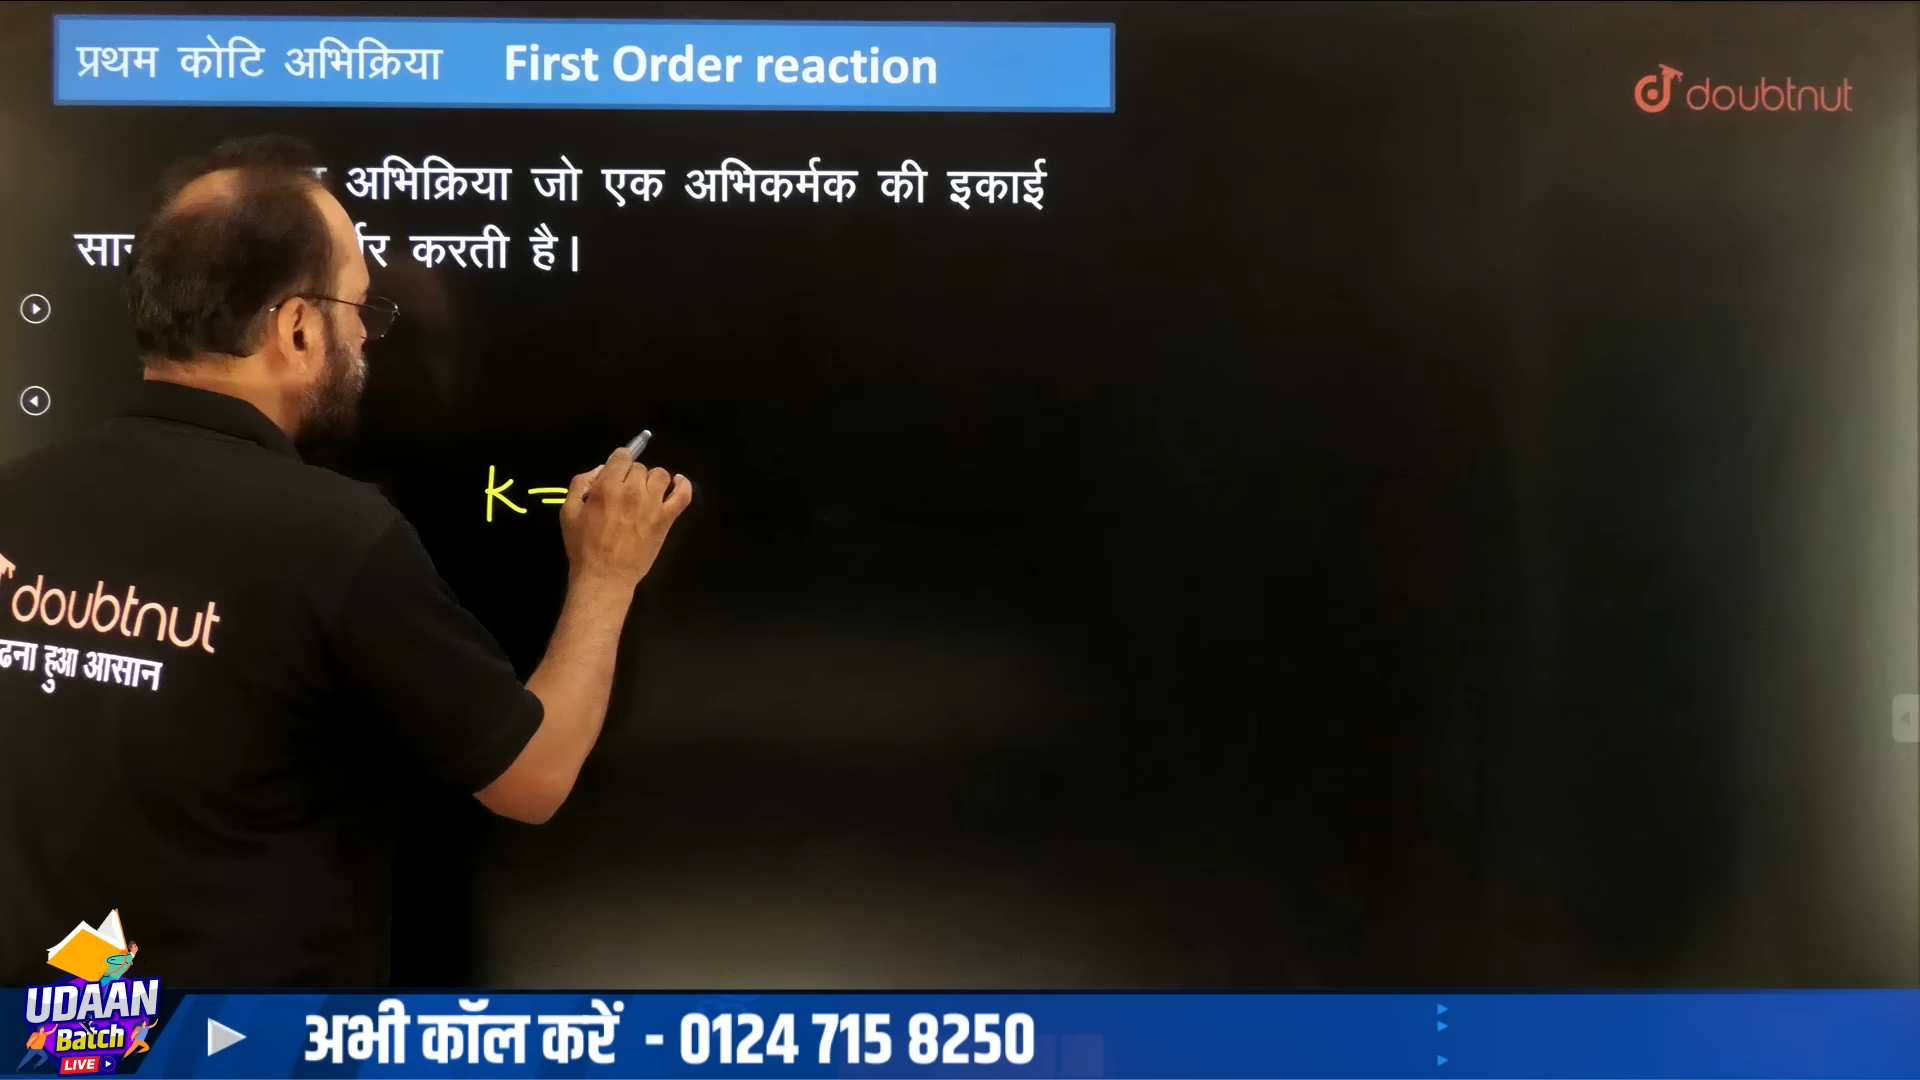 प्रथम कोटि अभिक्रिया First Order reaction
doubtnut
अभिक्रिया जो एक अभिकर्मक की इकाई
करती है।
K=
doubtnut
हुआ आसान
UDAAN
Batch
LIVE
अभी कॉल करें - 0124 715 8250